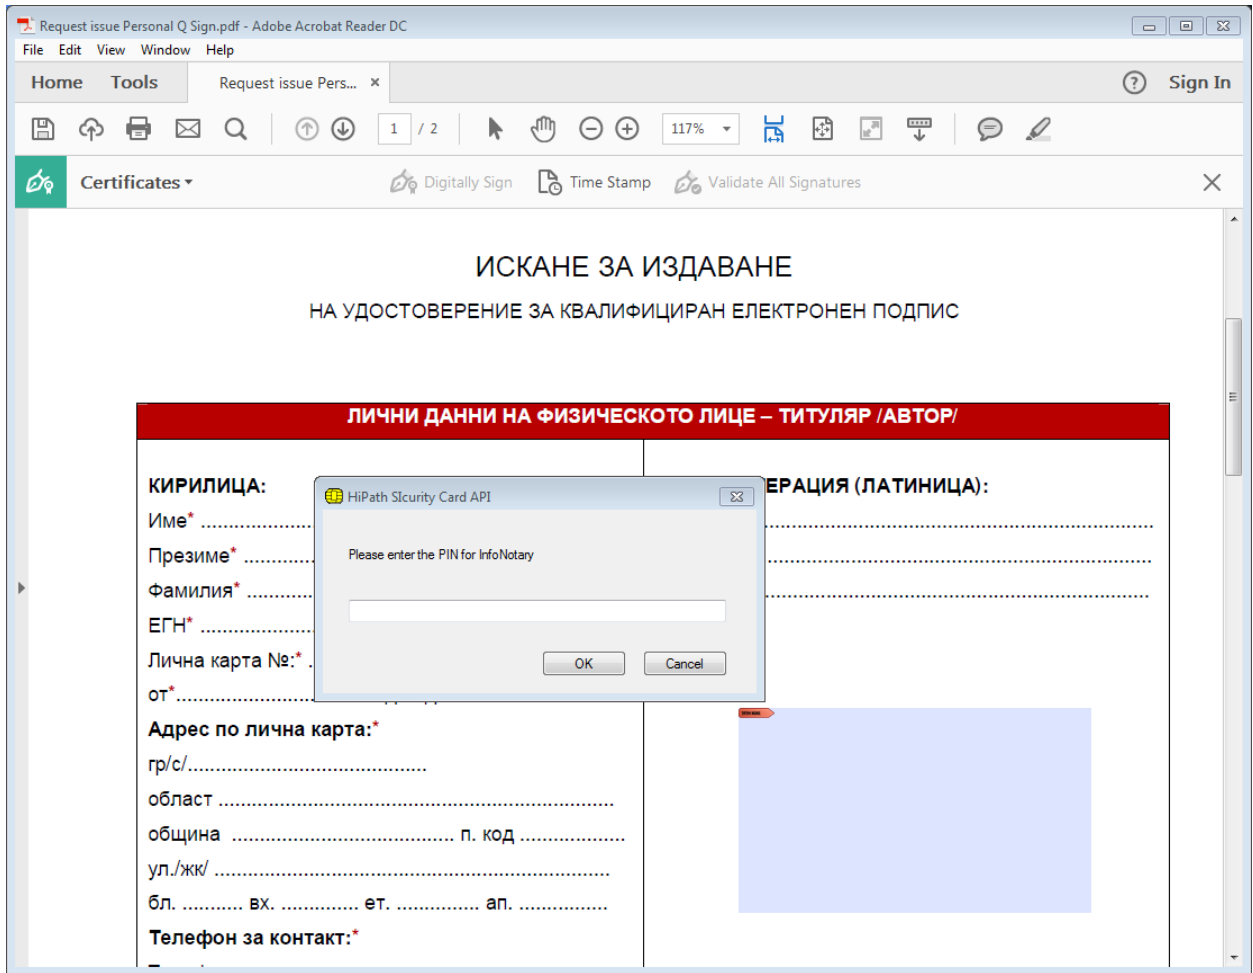 Request issue Personal Q Sign.pdf - Adobe Acrobat Reader DC
File Edit View Window Help
Home Tools Request issue Pers... × ? Sign In
1 / 2 117%
Certificates Digitally Sign Time Stamp Validate All Signatures
ИСКАНЕ ЗА ИЗДАВАНЕ
НА УДОСТОВЕРЕНИЕ ЗА КВАЛИФИЦИРАН ЕЛЕКТРОНЕН ПОДПИС
ЛИЧНИ ДАННИ НА ФИЗИЧЕСКОТО ЛИЦЕ – ТИТУЛЯР /АВТОР/
КИРИЛИЦА:
Име* ....................
Презиме* .............
Фамилия* ............
ЕГН* ....................
Лична карта №:* .
от*..........................
Адрес по лична карта:*
гр/с/...........................................
област .......................................................................
община ........................................ п. код ...................
ул./жк/ .......................................................................
бл. ........... вх. .............. ет. ............... ап. ................
Телефон за контакт:*
ЕРАЦИЯ (ЛАТИНИЦА):
HiPath SIcurity Card API
Please enter the PIN for InfoNotary
OK Cancel